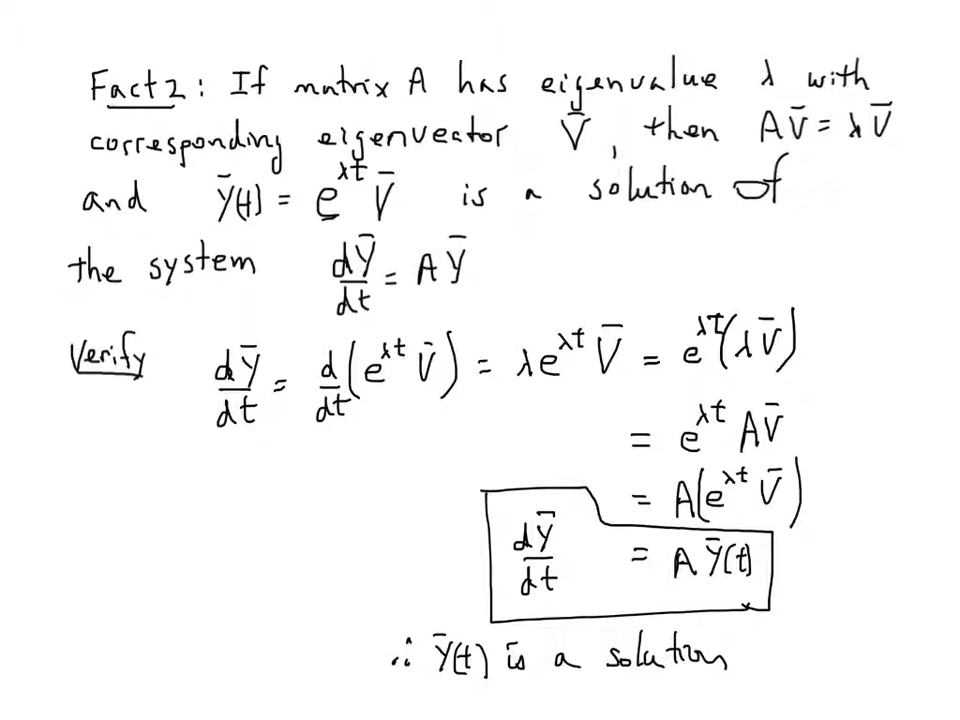 Fact 2: If matrix A has eigenvalue λ with
corresponding eigenvector V̄, then AV̄ = λV̄
and Ȳ(t) = e^{λt} V̄ is a solution of
the system dȲ/dt = AȲ
Verify dȲ/dt = d/dt(e^{λt} V̄) = λe^{λt} V̄ = e^{λt}(λV̄)
= e^{λt} AV̄
= A(e^{λt} V̄)
dȲ/dt = AȲ(t)
∴ Ȳ(t) is a solution